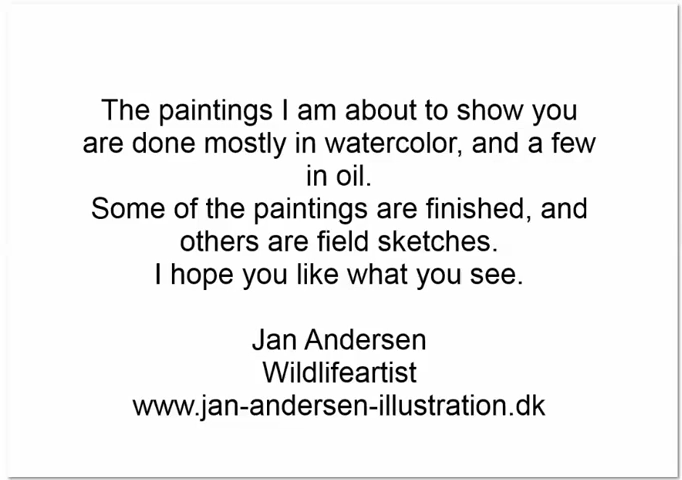 The paintings I am about to show you
are done mostly in watercolor, and a few
in oil.
Some of the paintings are finished, and
others are field sketches.
I hope you like what you see.
Jan Andersen
Wildlifeartist
www.jan-andersen-illustration.dk